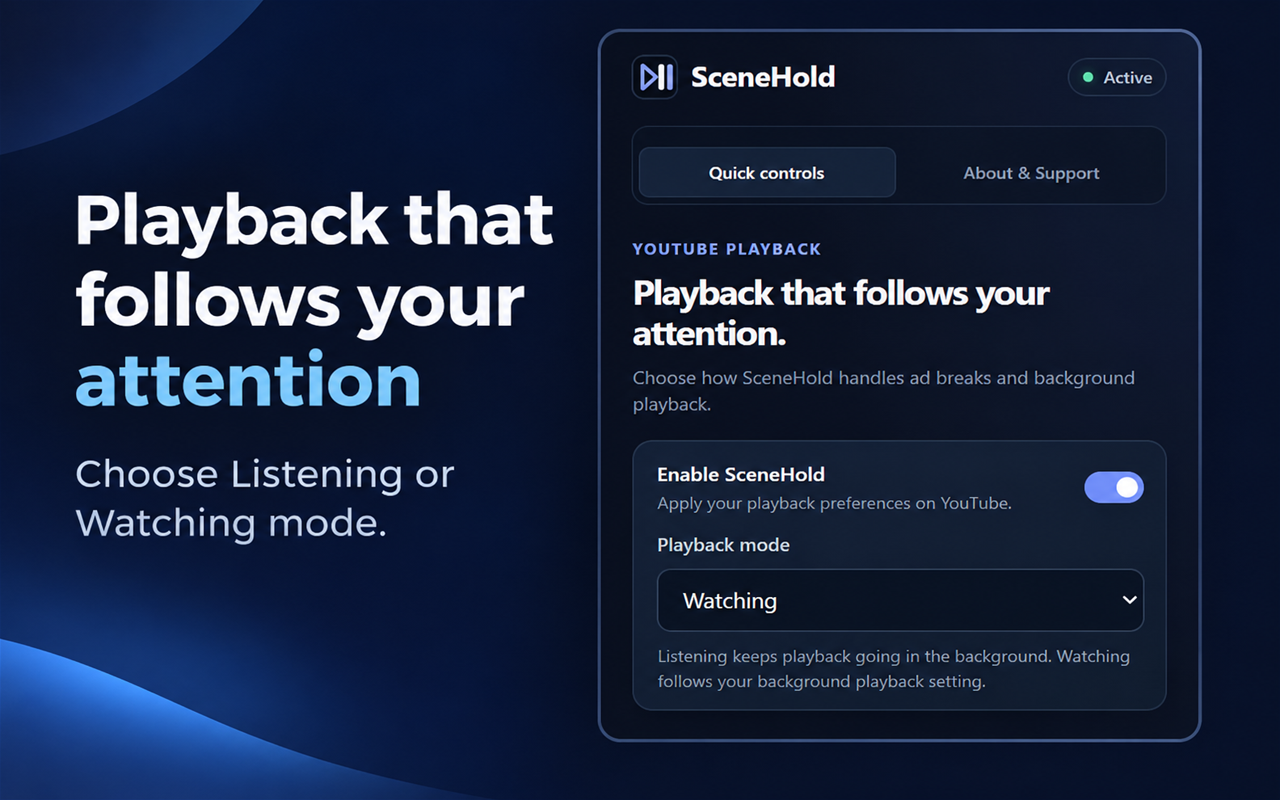 Playback that
follows your
attention
Choose Listening or
Watching mode.
SceneHold
Active
Quick controls
About & Support
YOUTUBE PLAYBACK
Playback that follows your
attention.
Choose how SceneHold handles ad breaks and background
playback.
Enable SceneHold
Apply your playback preferences on YouTube.
Playback mode
Watching
Listening keeps playback going in the background. Watching
follows your background playback setting.